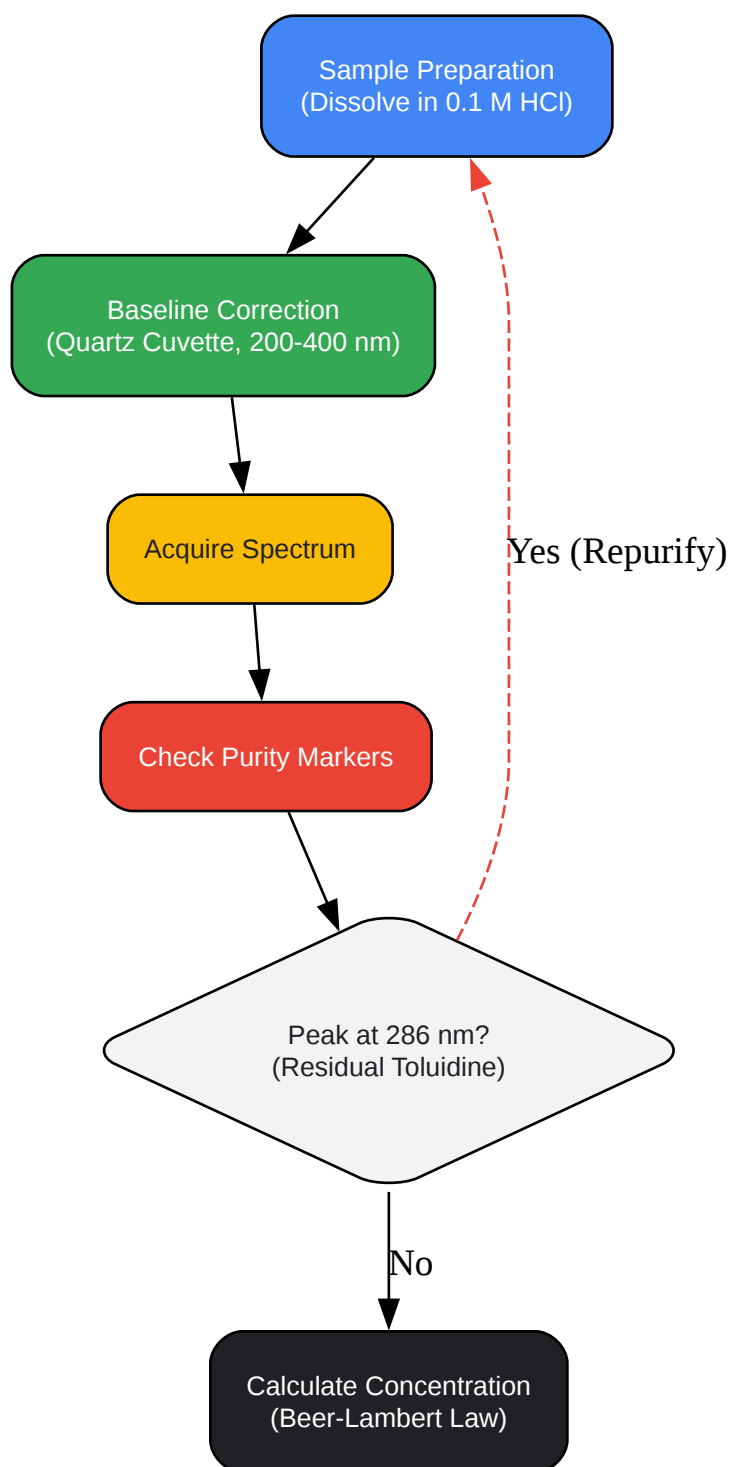 Sample Preparation
(Dissolve in 0.1 M HCl)
Baseline Correction
(Quartz Cuvette, 200-400 nm)
Acquire Spectrum
Yes (Repurify)
Check Purity Markers
Peak at 286 nm?
(Residual Toluidine)
No
Calculate Concentration
(Beer-Lambert Law)